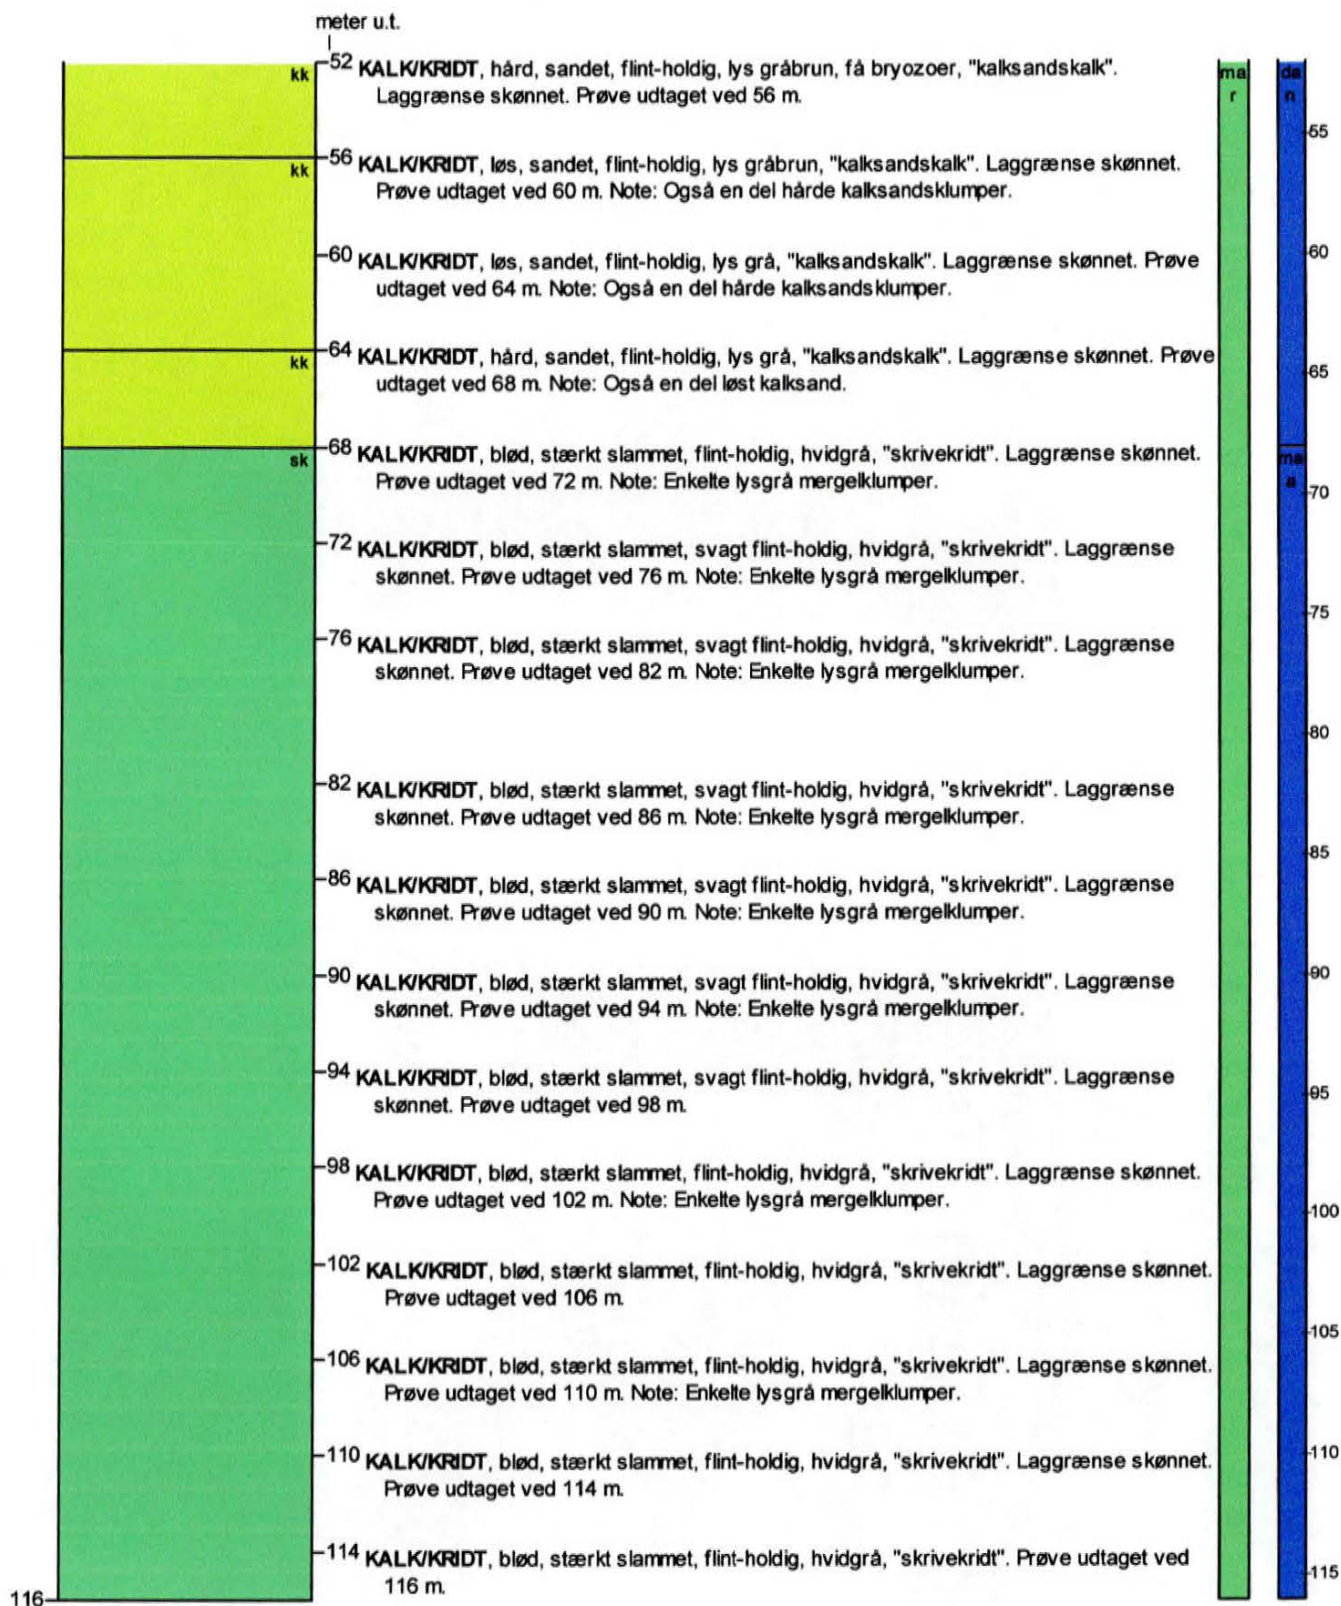 meter u.t.
kk
52 KALK/KRIDT, hård, sandet, flint-holdig, lys gråbrun, få bryozoer, "kalksandskalk".
Laggrænse skønnet. Prøve udtaget ved 56 m.
kk
56 KALK/KRIDT, løs, sandet, flint-holdig, lys gråbrun, "kalksandskalk". Laggrænse skønnet.
Prøve udtaget ved 60 m. Note: Også en del hårde kalksandsklumper.
60 KALK/KRIDT, løs, sandet, flint-holdig, lys grå, "kalksandskalk". Laggrænse skønnet. Prøve
udtaget ved 64 m. Note: Også en del hårde kalksandsklumper.
kk
64 KALK/KRIDT, hård, sandet, flint-holdig, lys grå, "kalksandskalk". Laggrænse skønnet. Prøve
udtaget ved 68 m. Note: Også en del løst kalksand.
sk
68 KALK/KRIDT, blød, stærkt slammet, flint-holdig, hvidgrå, "skrivekridt". Laggrænse skønnet.
Prøve udtaget ved 72 m. Note: Enkelte lysgrå mergelklumper.
72 KALK/KRIDT, blød, stærkt slammet, svagt flint-holdig, hvidgrå, "skrivekridt". Laggrænse
skønnet. Prøve udtaget ved 76 m. Note: Enkelte lysgrå mergelklumper.
76 KALK/KRIDT, blød, stærkt slammet, svagt flint-holdig, hvidgrå, "skrivekridt". Laggrænse
skønnet. Prøve udtaget ved 82 m. Note: Enkelte lysgrå mergelklumper.
82 KALK/KRIDT, blød, stærkt slammet, svagt flint-holdig, hvidgrå, "skrivekridt". Laggrænse
skønnet. Prøve udtaget ved 86 m. Note: Enkelte lysgrå mergelklumper.
86 KALK/KRIDT, blød, stærkt slammet, svagt flint-holdig, hvidgrå, "skrivekridt". Laggrænse
skønnet. Prøve udtaget ved 90 m. Note: Enkelte lysgrå mergelklumper.
90 KALK/KRIDT, blød, stærkt slammet, svagt flint-holdig, hvidgrå, "skrivekridt". Laggrænse
skønnet. Prøve udtaget ved 94 m. Note: Enkelte lysgrå mergelklumper.
94 KALK/KRIDT, blød, stærkt slammet, svagt flint-holdig, hvidgrå, "skrivekridt". Laggrænse
skønnet. Prøve udtaget ved 98 m.
98 KALK/KRIDT, blød, stærkt slammet, flint-holdig, hvidgrå, "skrivekridt". Laggrænse skønnet.
Prøve udtaget ved 102 m. Note: Enkelte lysgrå mergelklumper.
102 KALK/KRIDT, blød, stærkt slammet, flint-holdig, hvidgrå, "skrivekridt". Laggrænse skønnet.
Prøve udtaget ved 106 m.
106 KALK/KRIDT, blød, stærkt slammet, flint-holdig, hvidgrå, "skrivekridt". Laggrænse skønnet.
Prøve udtaget ved 110 m. Note: Enkelte lysgrå mergelklumper.
110 KALK/KRIDT, blød, stærkt slammet, flint-holdig, hvidgrå, "skrivekridt". Laggrænse skønnet.
Prøve udtaget ved 114 m.
114 KALK/KRIDT, blød, stærkt slammet, flint-holdig, hvidgrå, "skrivekridt". Prøve udtaget ved
116 m.
116
ma
r
da
n
ma
a
55
60
65
70
75
80
85
90
95
100
105
110
115